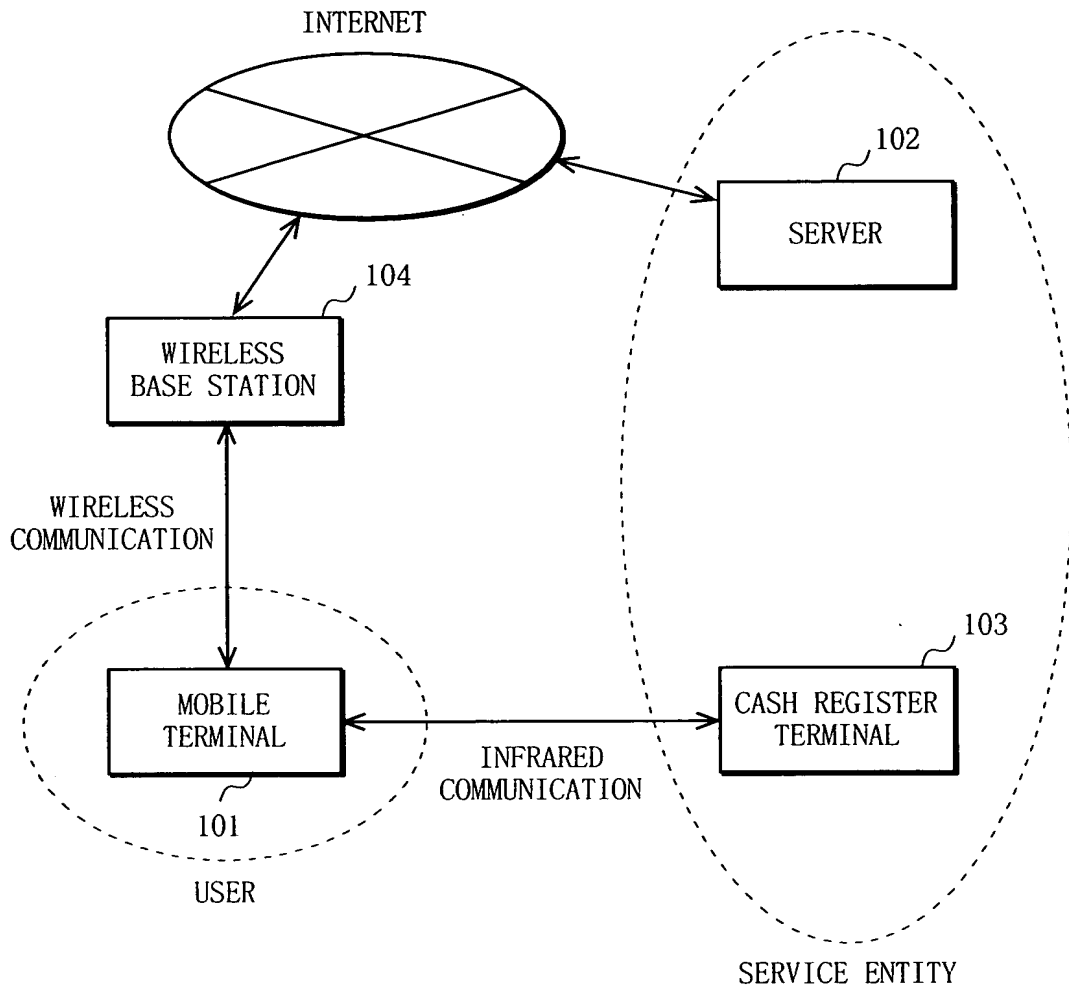 INTERNET
102
SERVER
104
WIRELESS
BASE STATION
WIRELESS
COMMUNICATION
103
MOBILE
TERMINAL
CASH REGISTER
TERMINAL
INFRARED
COMMUNICATION
101
USER
SERVICE ENTITY